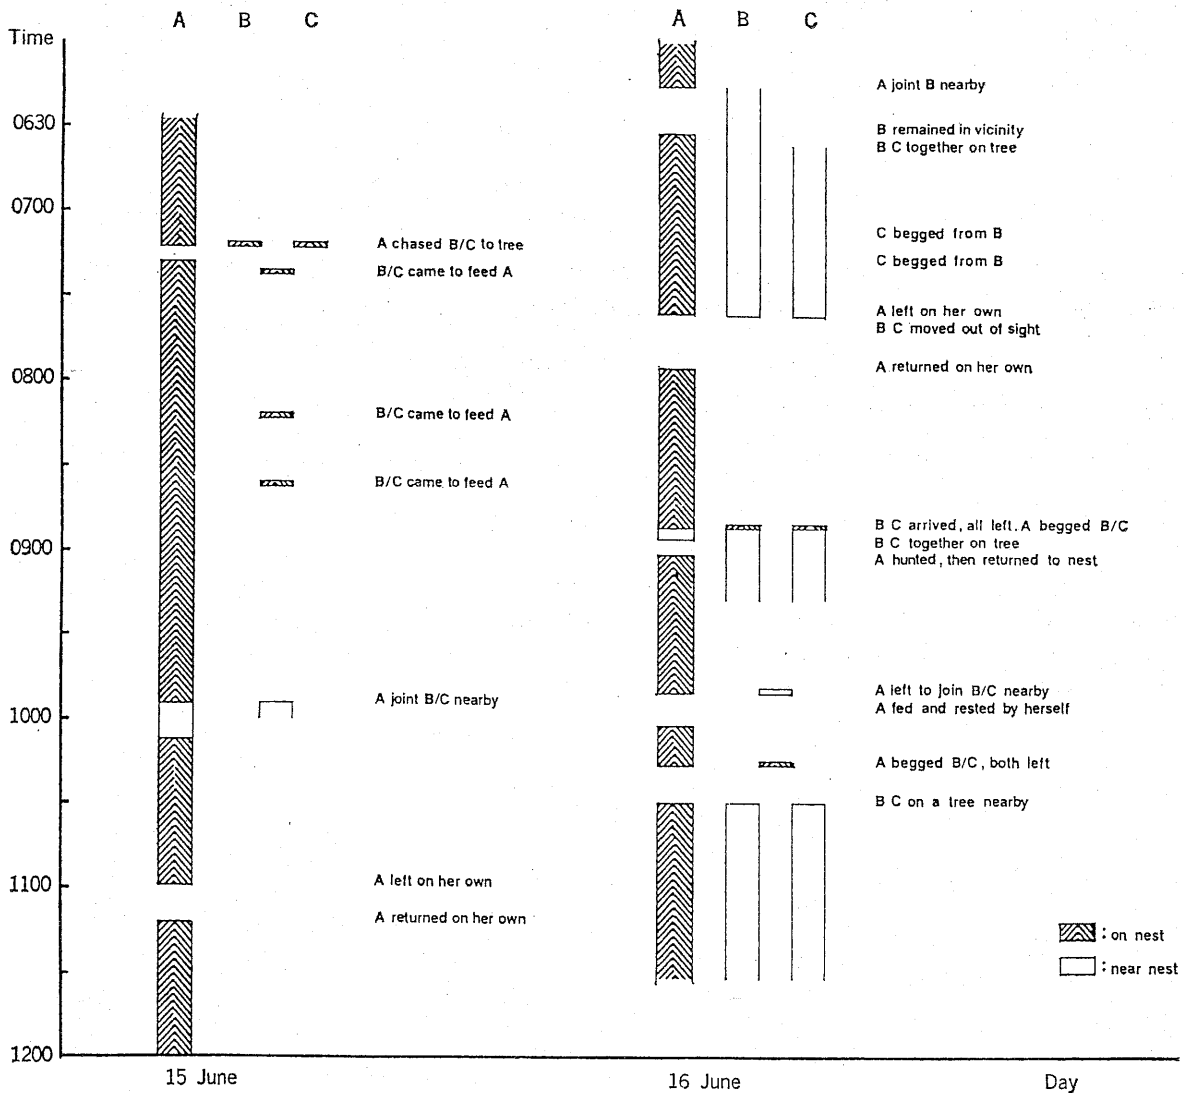 A B C A B C
Time
0630
0700
0800
0900
1000
1100
1200
A chased B/C to tree
B/C came to feed A
B/C came to feed A
B/C came to feed A
A joint B/C nearby
A left on her own
A returned on her own
A joint B nearby
B remained in vicinity
B C together on tree
C begged from B
C begged from B
A left on her own
B C moved out of sight
A returned on her own
B C arrived, all left. A begged B/C
B C together on tree
A hunted, then returned to nest
A left to join B/C nearby
A fed and rested by herself
A begged B/C, both left
B C on a tree nearby
: on nest
: near nest
15 June
16 June
Day